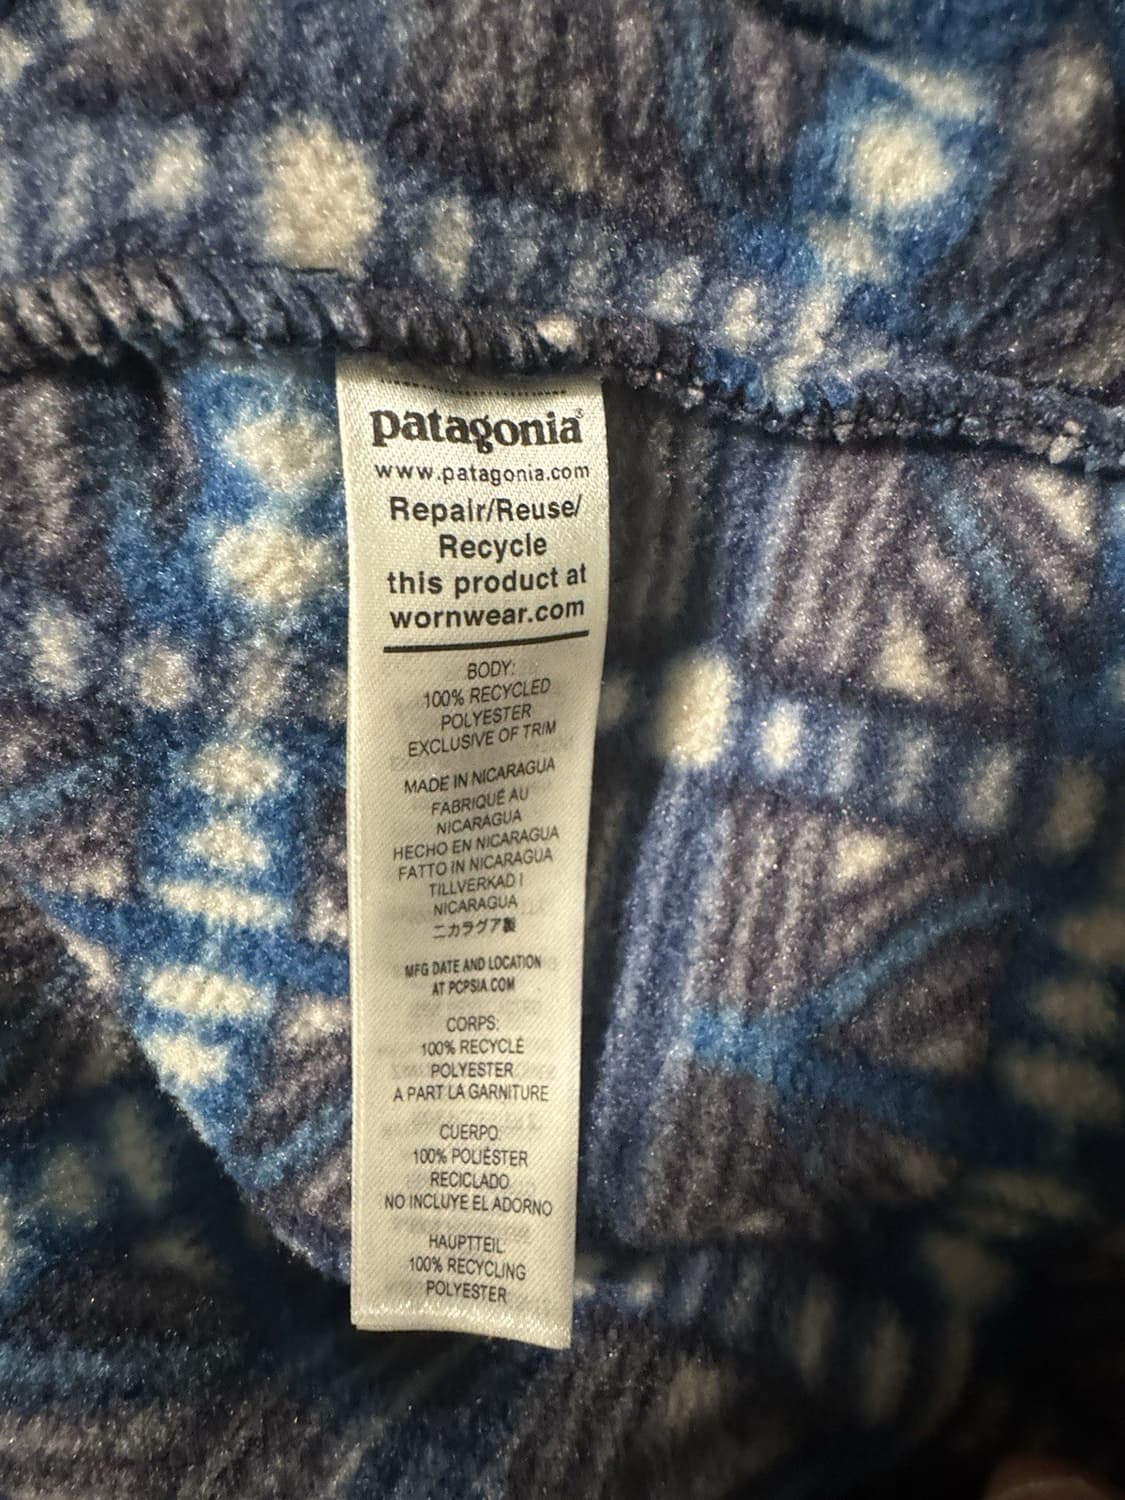 patagonia®
www.patagonia.com
Repair/Reuse/
Recycle
this product at
wornwear.com
BODY:
100% RECYCLED
POLYESTER
EXCLUSIVE OF TRIM
MADE IN NICARAGUA
FABRIQUÉ AU
NICARAGUA
HECHO EN NICARAGUA
FATTO IN NICARAGUA
TILLVERKAD I
NICARAGUA
ニカラグア製
MFG DATE AND LOCATION
AT PCPSIA.COM
CORPS:
100% RECYCLÉ
POLYESTER
A PART LA GARNITURE
CUERPO:
100% POLIÉSTER
RECICLADO
NO INCLUYE EL ADORNO
HAUPTTEIL:
100% RECYCLING
POLYESTER